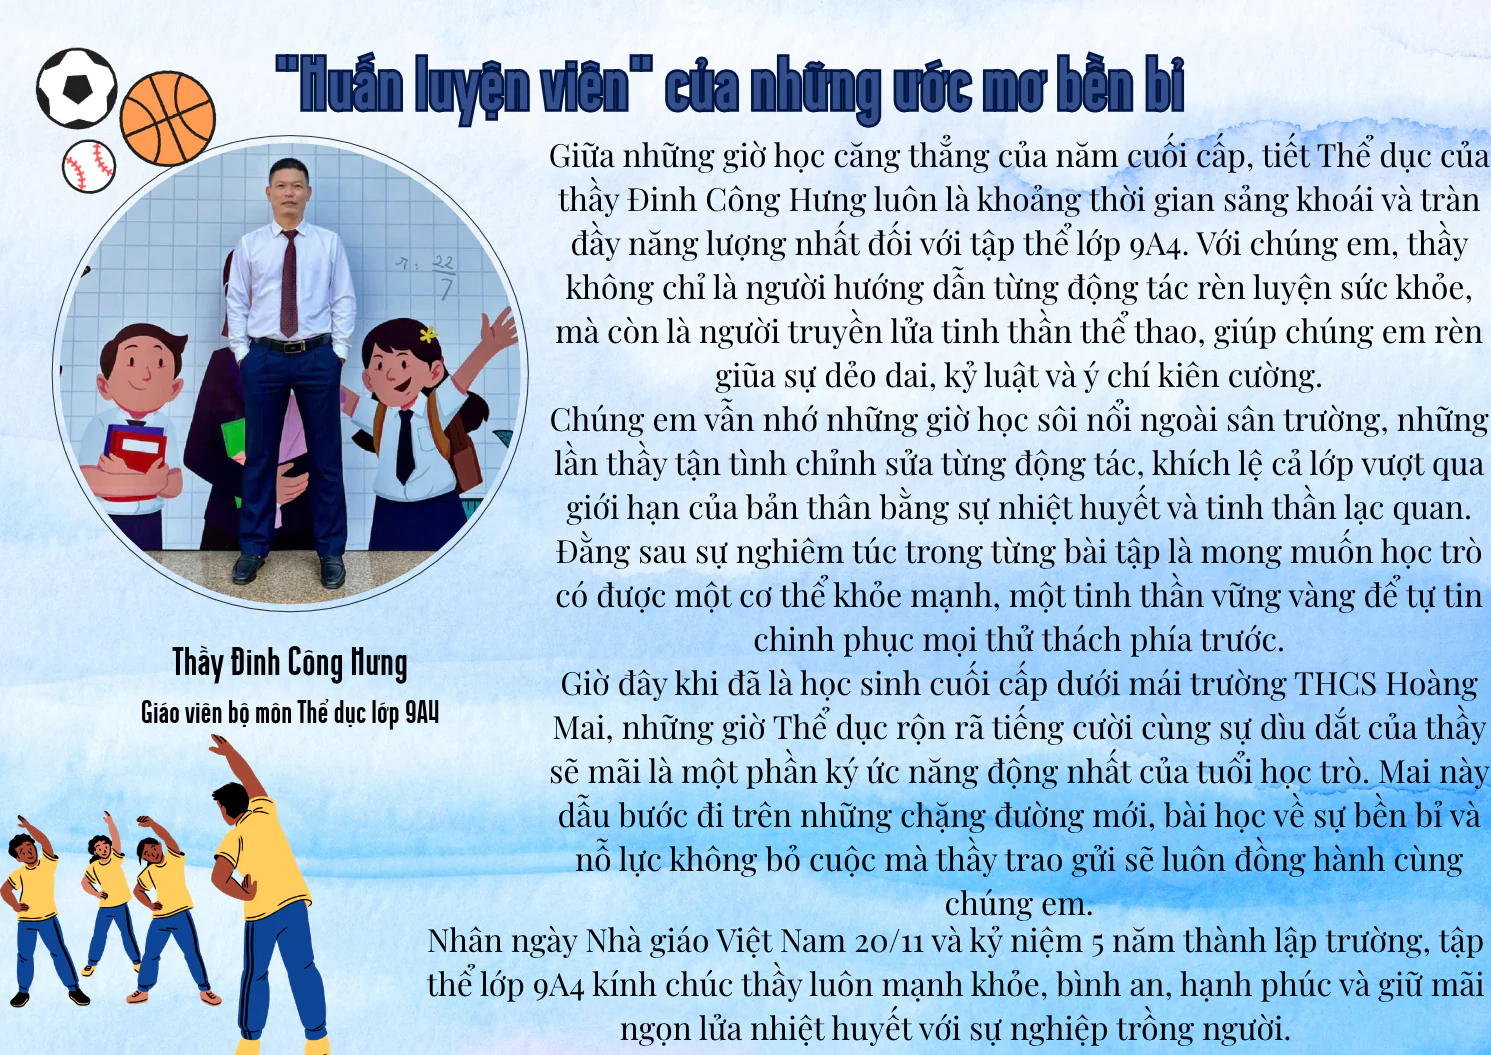 "Huấn luyện viên" của những ước mơ bền bỉ
Giữa những giờ học căng thẳng của năm cuối cấp, tiết Thể dục của
thầy Đinh Công Hưng luôn là khoảng thời gian sảng khoái và tràn
đầy năng lượng nhất đối với tập thể lớp 9A4. Với chúng em, thầy
không chỉ là người hướng dẫn từng động tác rèn luyện sức khỏe,
mà còn là người truyền lửa tinh thần thể thao, giúp chúng em rèn
giũa sự dẻo dai, kỷ luật và ý chí kiên cường.
Chúng em vẫn nhớ những giờ học sôi nổi ngoài sân trường, những
lần thầy tận tình chỉnh sửa từng động tác, khích lệ cả lớp vượt qua
giới hạn của bản thân bằng sự nhiệt huyết và tinh thần lạc quan.
Đằng sau sự nghiêm túc trong từng bài tập là mong muốn học trò
có được một cơ thể khỏe mạnh, một tinh thần vững vàng để tự tin
chinh phục mọi thử thách phía trước.
Giờ đây khi đã là học sinh cuối cấp dưới mái trường THCS Hoàng
Mai, những giờ Thể dục rộn rã tiếng cười cùng sự dìu dắt của thầy
sẽ mãi là một phần ký ức năng động nhất của tuổi học trò. Mai này
dẫu bước đi trên những chặng đường mới, bài học về sự bền bỉ và
nỗ lực không bỏ cuộc mà thầy trao gửi sẽ luôn đồng hành cùng
chúng em.
Nhân ngày Nhà giáo Việt Nam 20/11 và kỷ niệm 5 năm thành lập trường, tập
thể lớp 9A4 kính chúc thầy luôn mạnh khỏe, bình an, hạnh phúc và giữ mãi
ngọn lửa nhiệt huyết với sự nghiệp trồng người.
22
7
Thầy Đinh Công Hưng
Giáo viên bộ môn Thể dục lớp 9A4